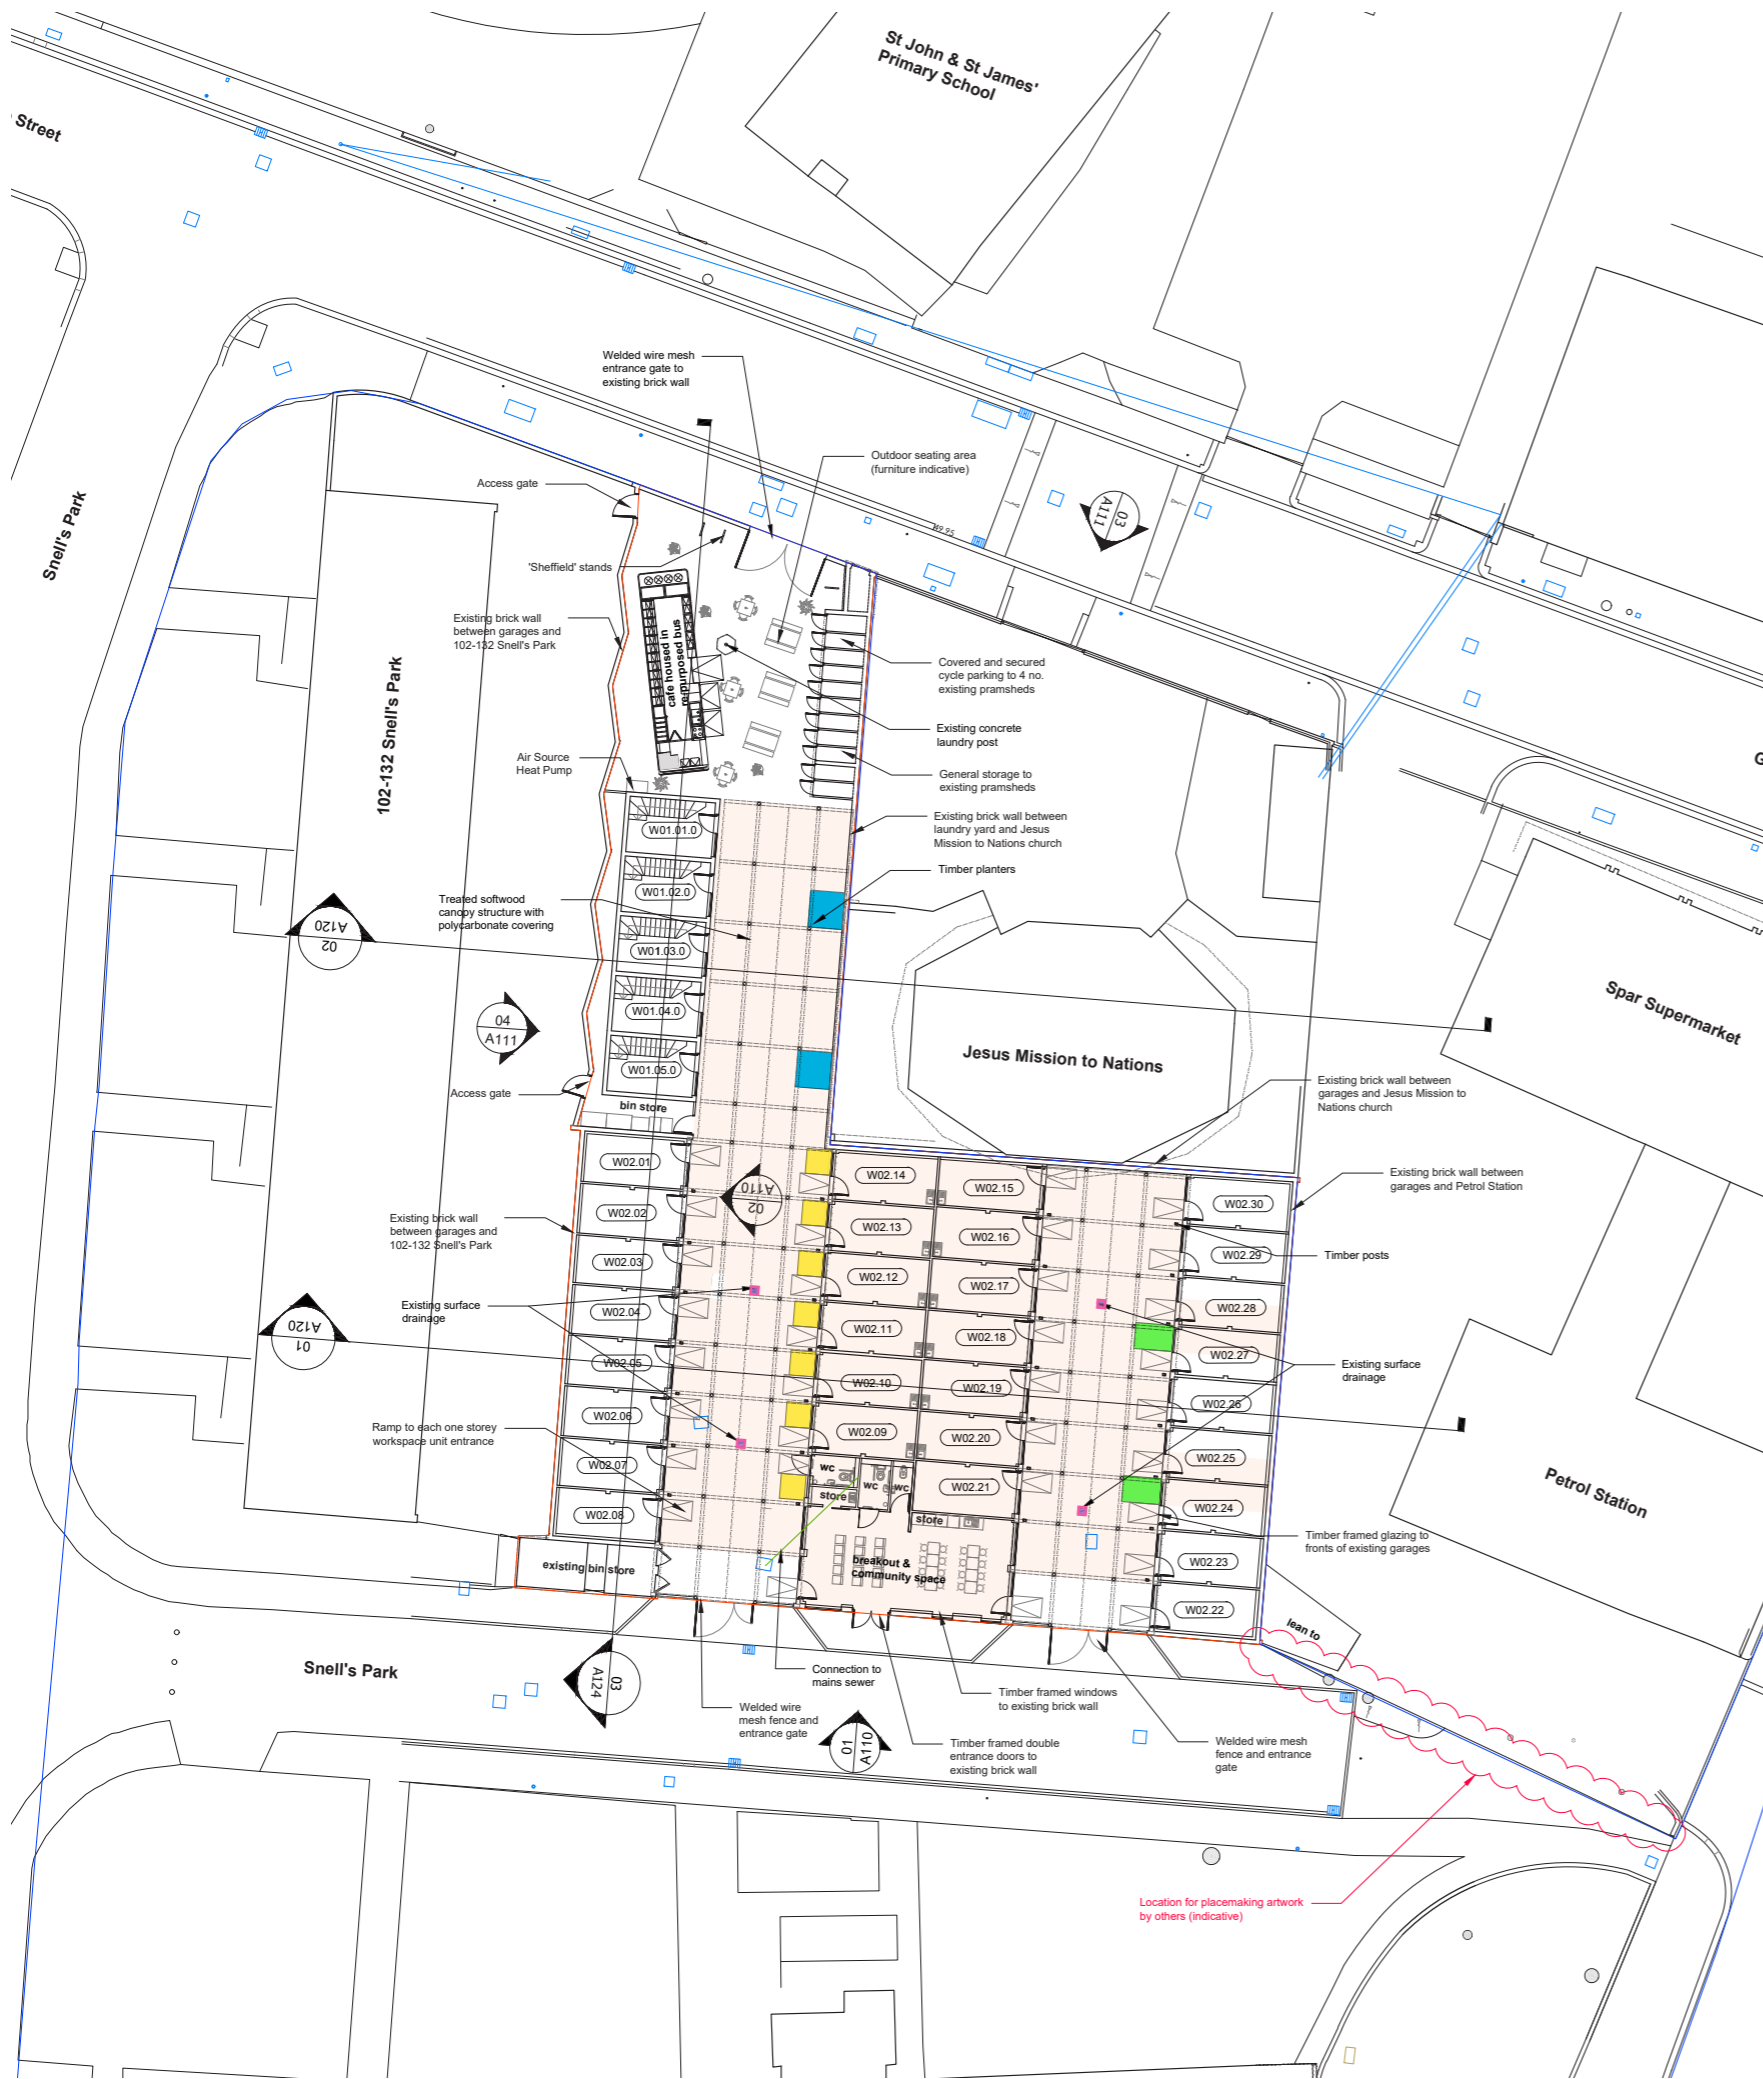 St John & St James'
Primary School
Street
Welded wire mesh
entrance gate to
existing brick wall
Outdoor seating area
(furniture indicative)
Access gate
03
A111
Snell's Park
'Sheffield' stands
Existing brick wall
between garages and
102-132 Snell's Park
cafe housed in
repurposed bus
Covered and secured
cycle parking to 4 no.
existing pramsheds
102-132 Snell's Park
Existing concrete
laundry post
Air Source
Heat Pump
General storage to
existing pramsheds
W01.01.0
Existing brick wall between
laundry yard and Jesus
Mission to Nations church
Timber planters
W01.02.0
Treated softwood
canopy structure with
polycarbonate covering
02
A120
W01.03.0
Spar Supermarket
W01.04.0
04
A111
Jesus Mission to Nations
W01.05.0
Access gate
bin store
Existing brick wall between
garages and Jesus Mission to
Nations church
W02.01
W02.14
W02.15
Existing brick wall between
garages and Petrol Station
02
A110
W02.30
W02.02
W02.13
W02.16
Existing brick wall
between garages and
102-132 Snell's Park
W02.29
Timber posts
W02.03
W02.12
W02.17
W02.28
Existing surface
drainage
W02.04
W02.11
W02.18
01
A120
W02.27
W02.05
W02.10
W02.19
Existing surface
drainage
W02.26
W02.06
W02.09
W02.20
Ramp to each one storey
workspace unit entrance
W02.25
W02.07
wc
wc
wc
W02.21
store
W02.24
Petrol Station
W02.08
store
Timber framed glazing to
fronts of existing garages
existing bin store
breakout &
community space
W02.23
W02.22
lean to
Snell's Park
03
A124
Connection to
mains sewer
Timber framed windows
to existing brick wall
Welded wire
mesh fence and
entrance gate
01
A110
Timber framed double
entrance doors to
existing brick wall
Welded wire mesh
fence and entrance
gate
Location for placemaking artwork
by others (indicative)